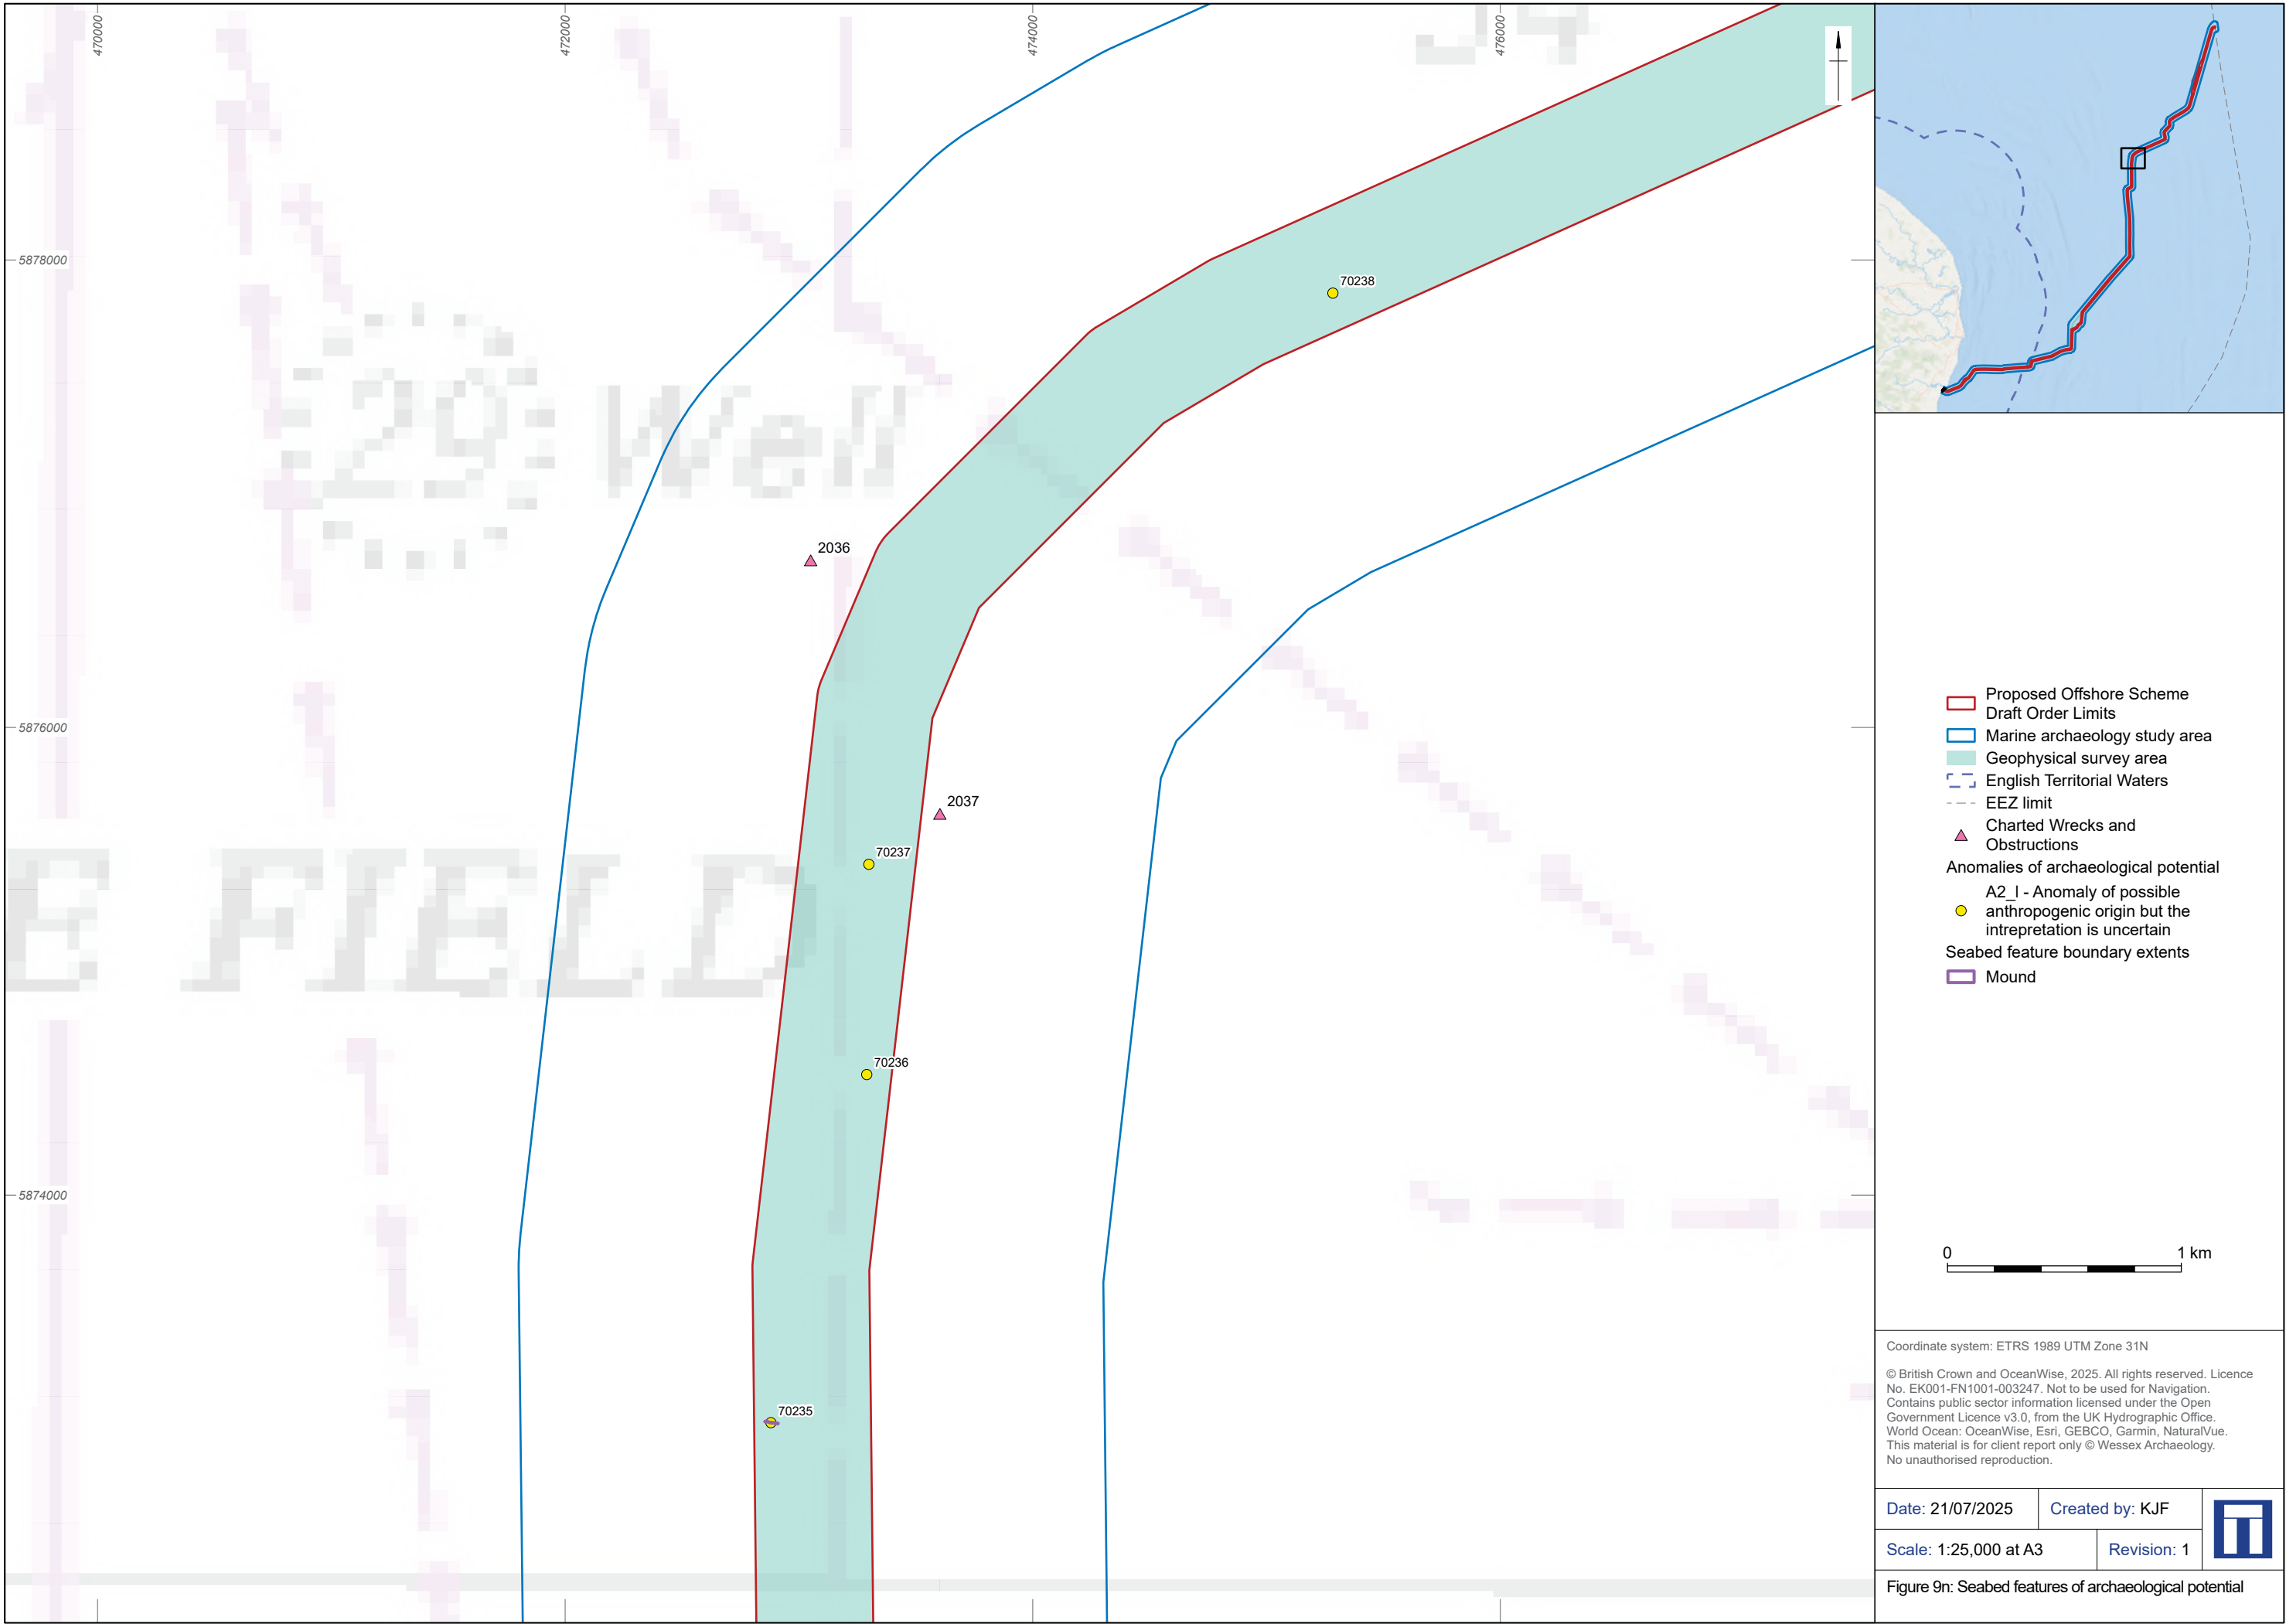 470000
472000
474000
476000
J4
5878000
70238
29 Well
2036
5876000
2037
70237
E FIELD
70236
5874000
70235
Proposed Offshore Scheme
Draft Order Limits
Marine archaeology study area
Geophysical survey area
English Territorial Waters
EEZ limit
Charted Wrecks and
Obstructions
Anomalies of archaeological potential
A2_I - Anomaly of possible
anthropogenic origin but the
intrepretation is uncertain
Seabed feature boundary extents
Mound
0 1 km
Coordinate system: ETRS 1989 UTM Zone 31N
© British Crown and OceanWise, 2025. All rights reserved. Licence
No. EK001-FN1001-003247. Not to be used for Navigation.
Contains public sector information licensed under the Open
Government Licence v3.0, from the UK Hydrographic Office.
World Ocean: OceanWise, Esri, GEBCO, Garmin, NaturalVue.
This material is for client report only © Wessex Archaeology.
No unauthorised reproduction.
Date: 21/07/2025 Created by: KJF
Scale: 1:25,000 at A3 Revision: 1
Figure 9n: Seabed features of archaeological potential